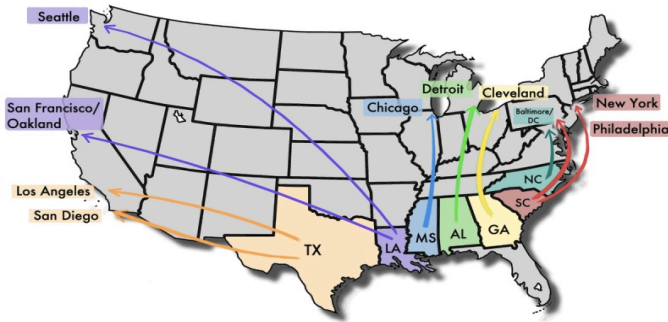 Seattle
Detroit
Cleveland
Chicago
New York
San Francisco/
Oakland
Baltimore/
DC
Philadelphia
NC
Los Angeles
SC
San Diego
TX
LA
MS
AL
GA